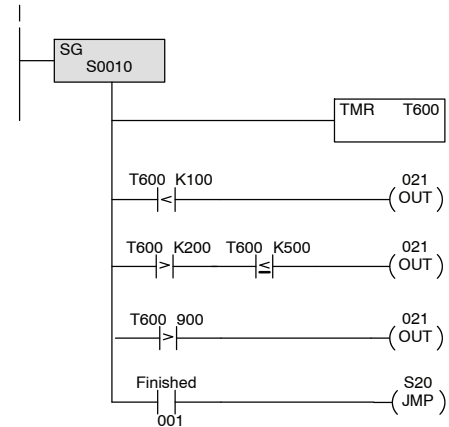 SG
S0010
TMR T600
T600 K100 021
< OUT
T600 K200 T600 K500 021
> ≤ OUT
T600 900 021
> OUT
Finished S20
JMP
001